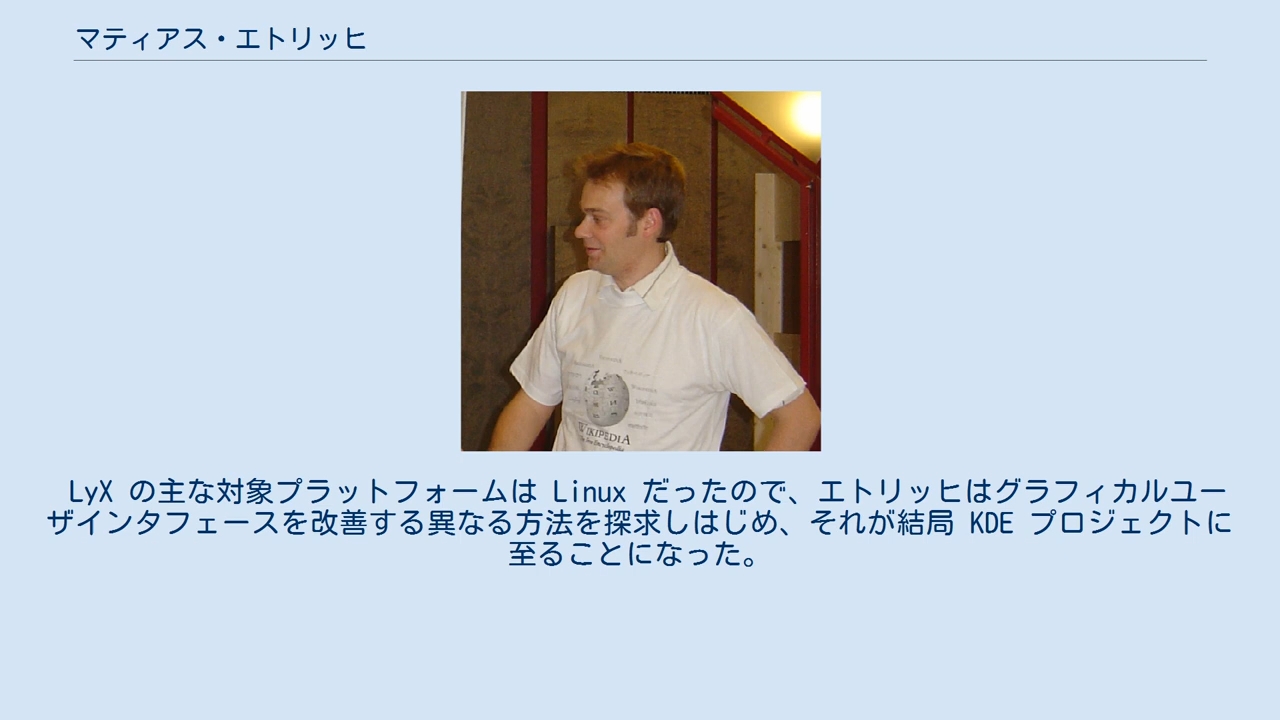 マティアス・エトリッヒ
WIKIPEDIA
LyX の主な対象プラットフォームは Linux だったので、エトリッヒはグラフィカルユー
ザインタフェースを改善する異なる方法を探求しはじめ、それが結局 KDE プロジェクトに
至ることになった。